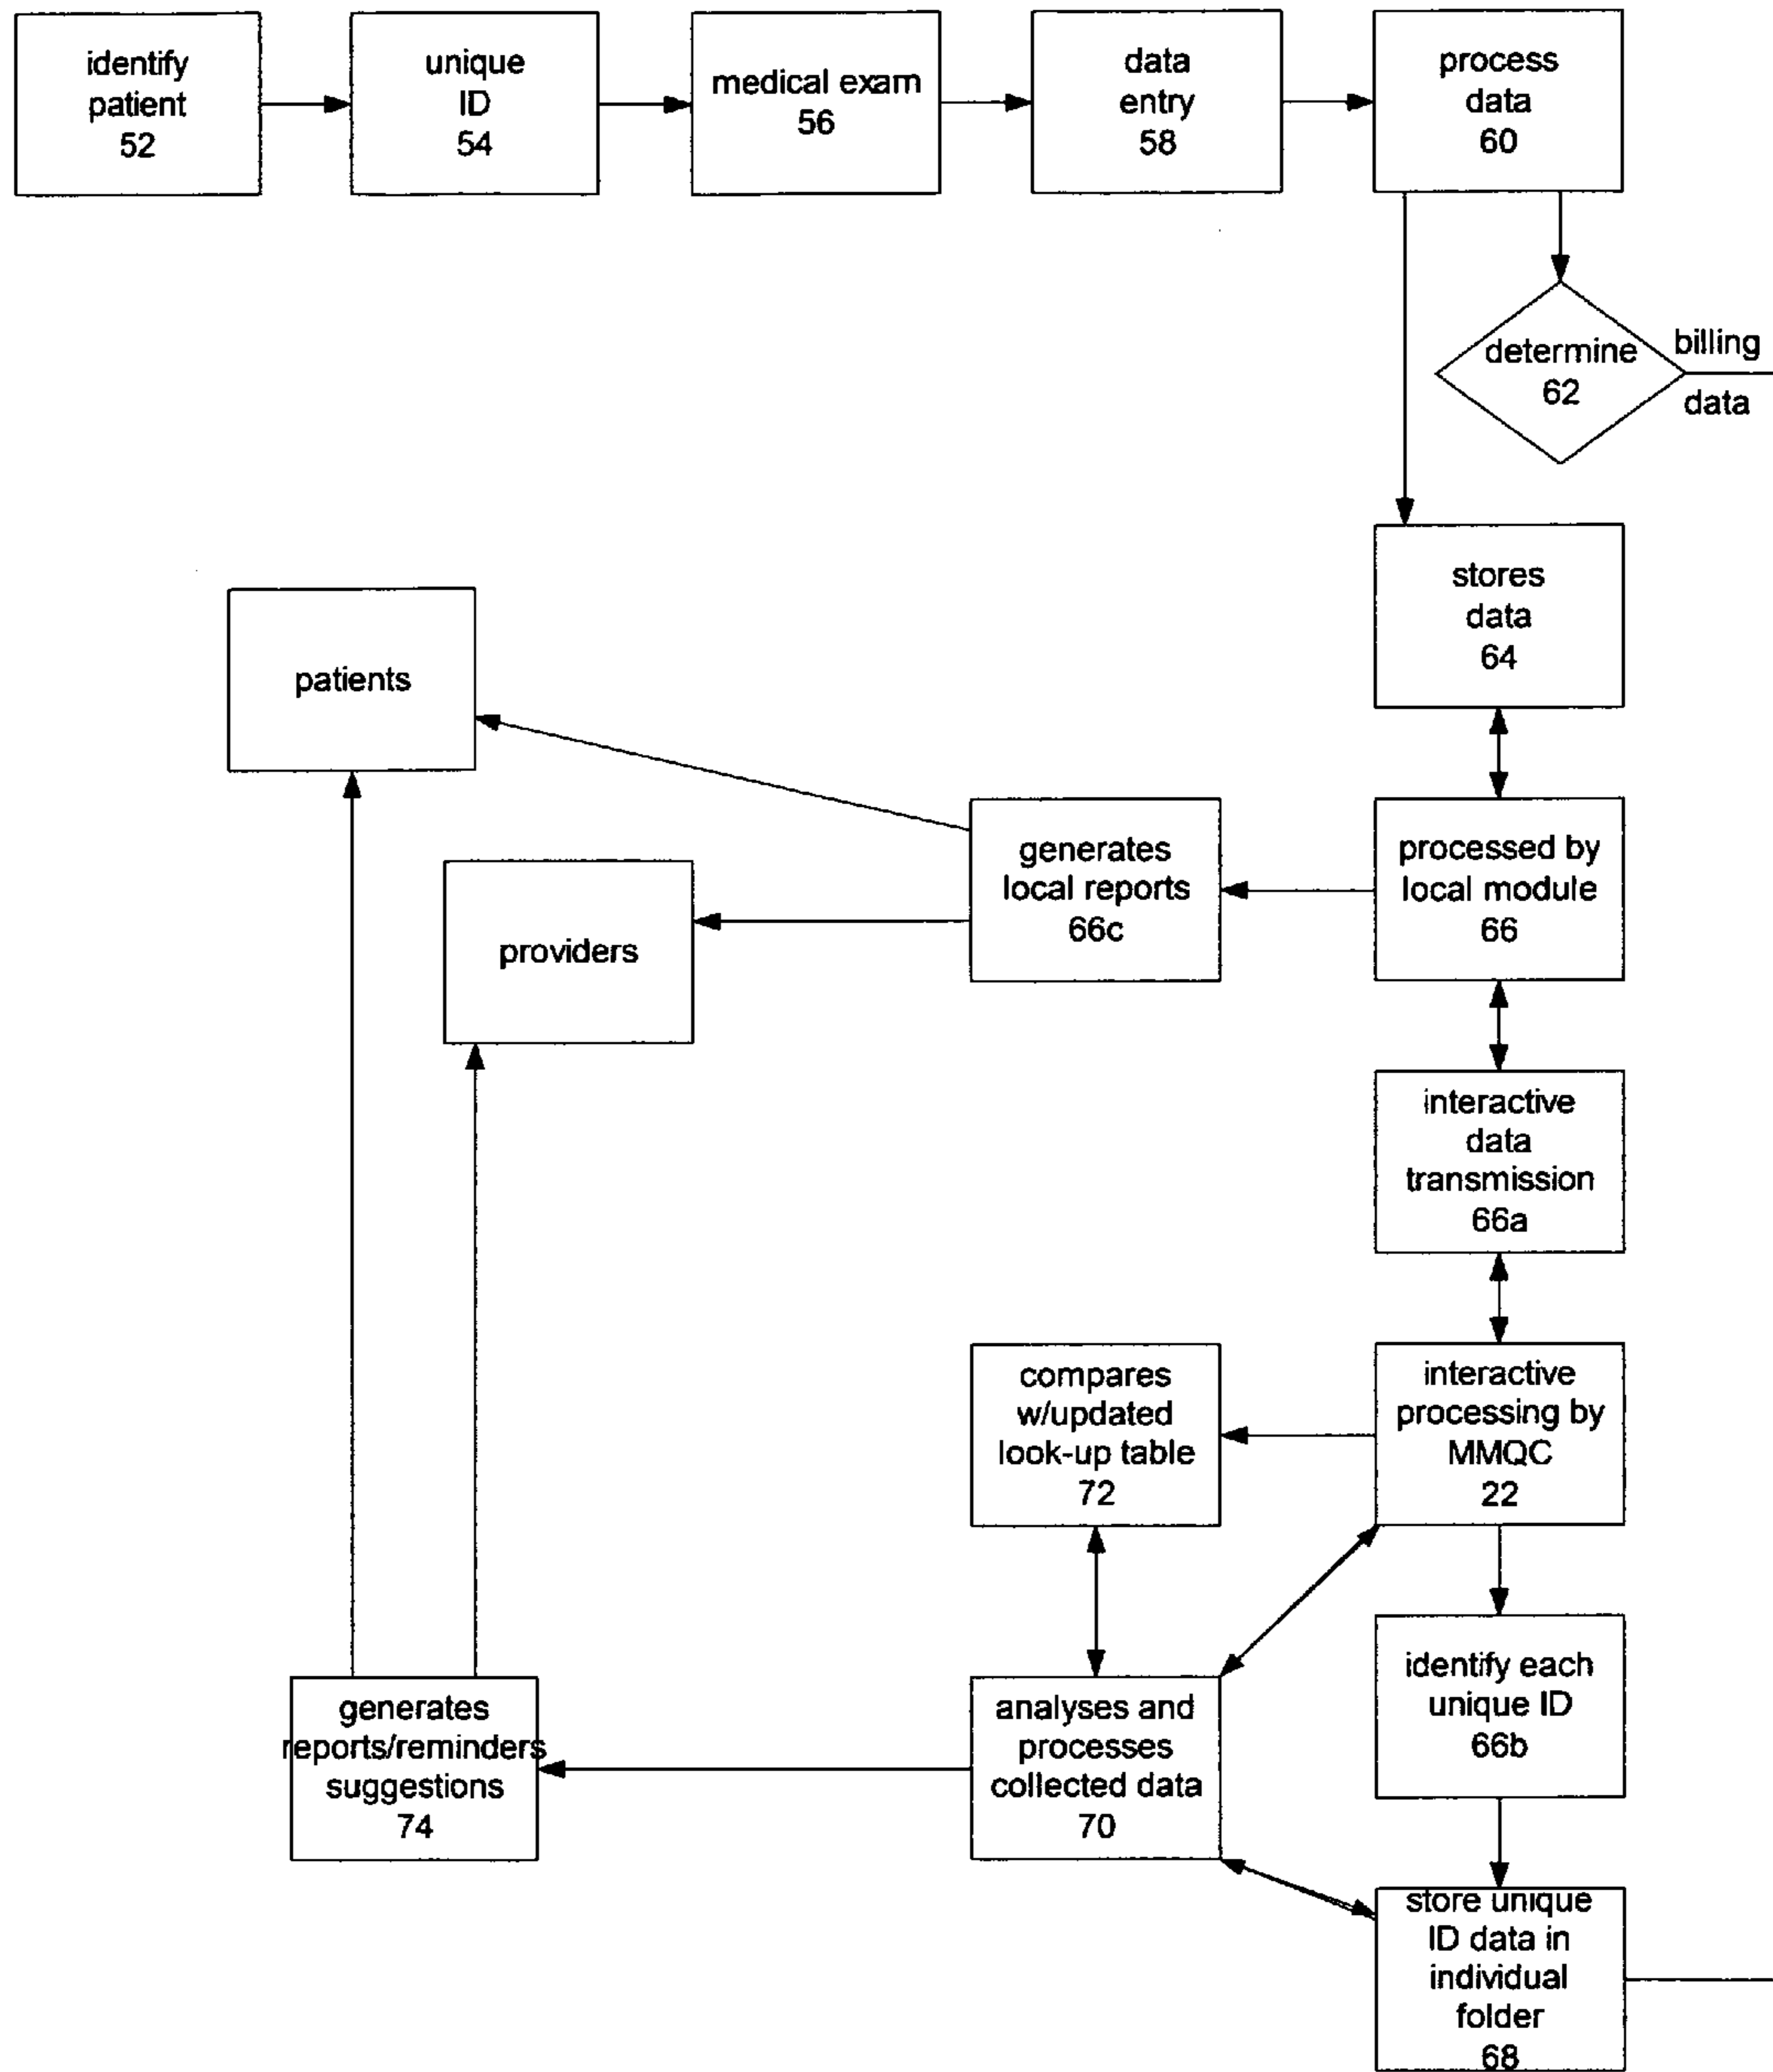 identify
patient
52
unique
ID
54
medical exam
56
data
entry
58
process
data
60
determine
62
billing
data
stores
data
64
patients
generates
local reports
66c
processed by
local module
66
providers
interactive
data
transmission
66a
compares
w/updated
look-up table
72
interactive
processing by
MMQC
22
identify each
unique ID
66b
generates
reports/reminders
suggestions
74
analyses and
processes
collected data
70
store unique
ID data in
individual
folder
68